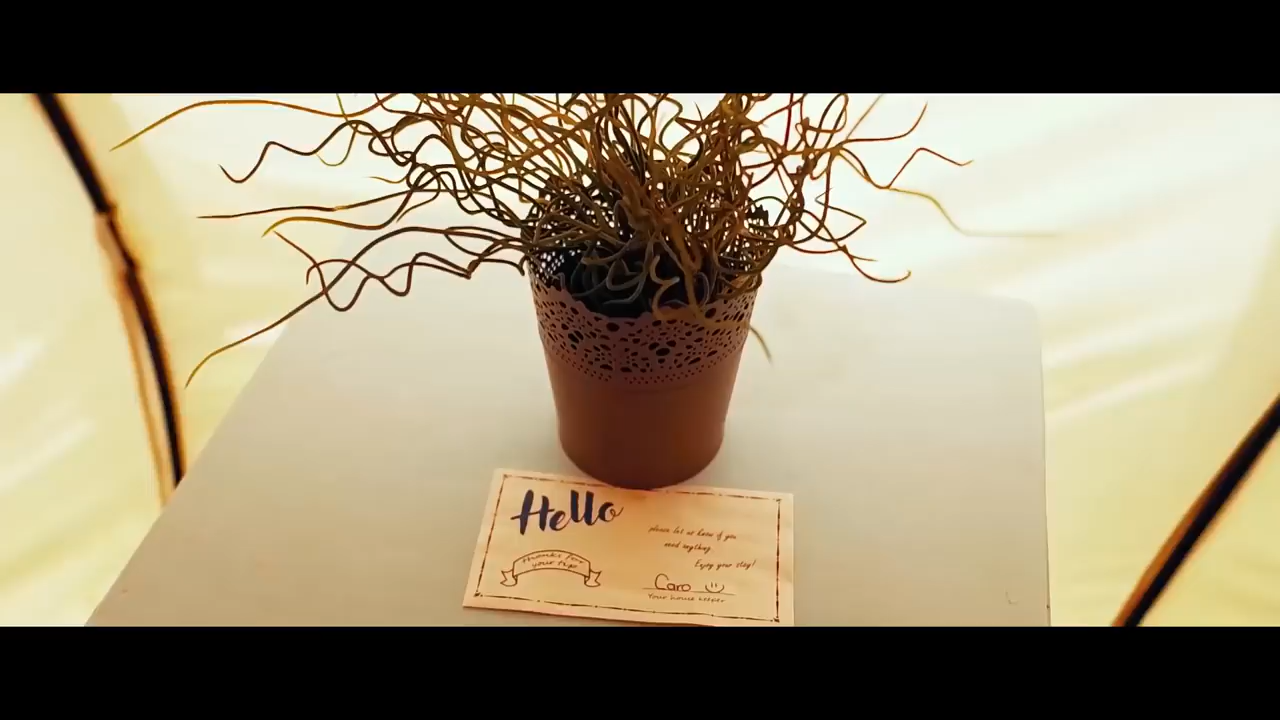 Hello
thanks for
your tips
please let us know if you
need anything.
Enjoy your stay!
Caro
Your house keeper